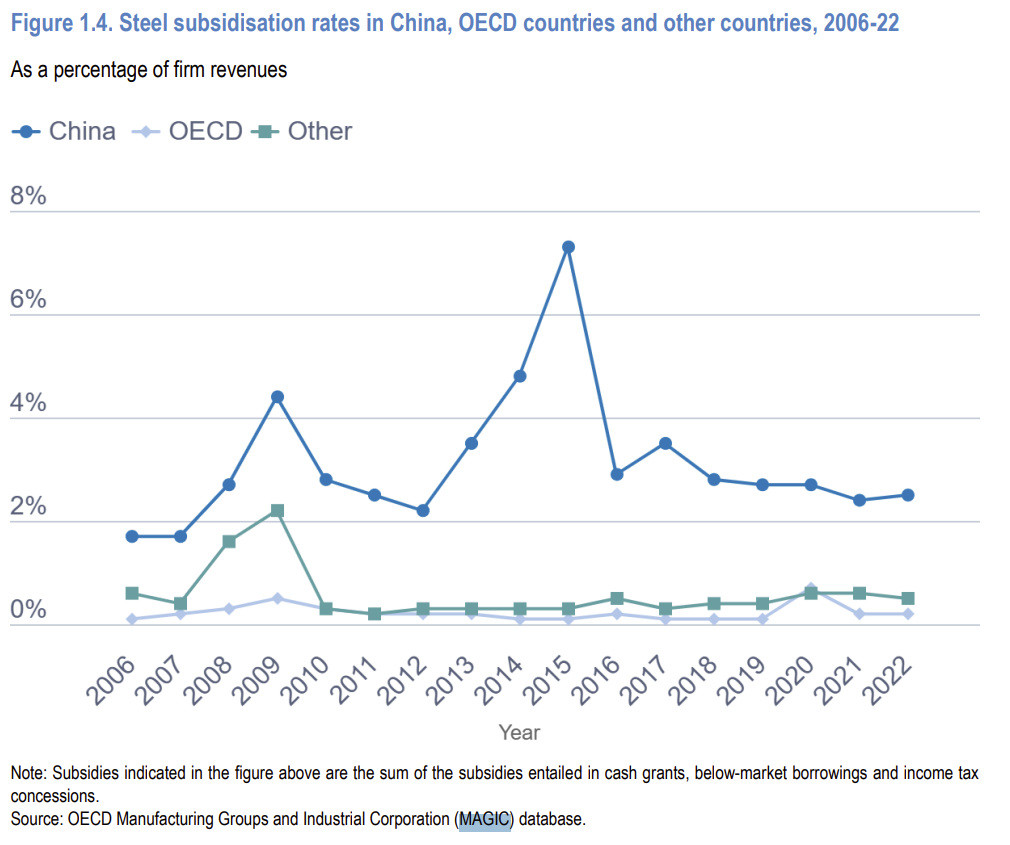 Figure 1.4. Steel subsidisation rates in China, OECD countries and other countries, 2006-22
As a percentage of firm revenues
China OECD Other
8%
6%
4%
2%
0%
2006 2007 2008 2009 2010 2011 2012 2013 2014 2015 2016 2017 2018 2019 2020 2021 2022
Year
Note: Subsidies indicated in the figure above are the sum of the subsidies entailed in cash grants, below-market borrowings and income tax
concessions.
Source: OECD Manufacturing Groups and Industrial Corporation (MAGIC) database.